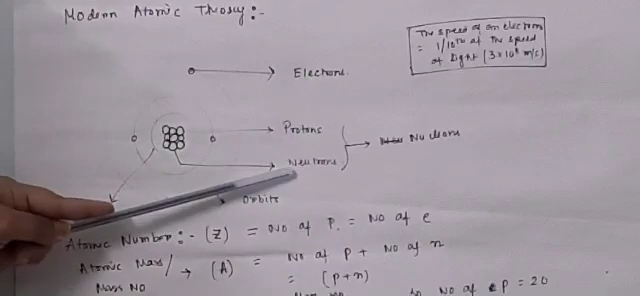 Modern Atomic Theory:-
The speed of an electron
= 1/10th of the speed
of light (3×10⁸ m/s)
Electrons
Protons
Nucleons
Neutrons
Orbits
Atomic Number:- (Z) = No of P. = No of e
Atomic Mass/ → (A) = No of P + No of n
Mass No = (p+n)
No of P = 20